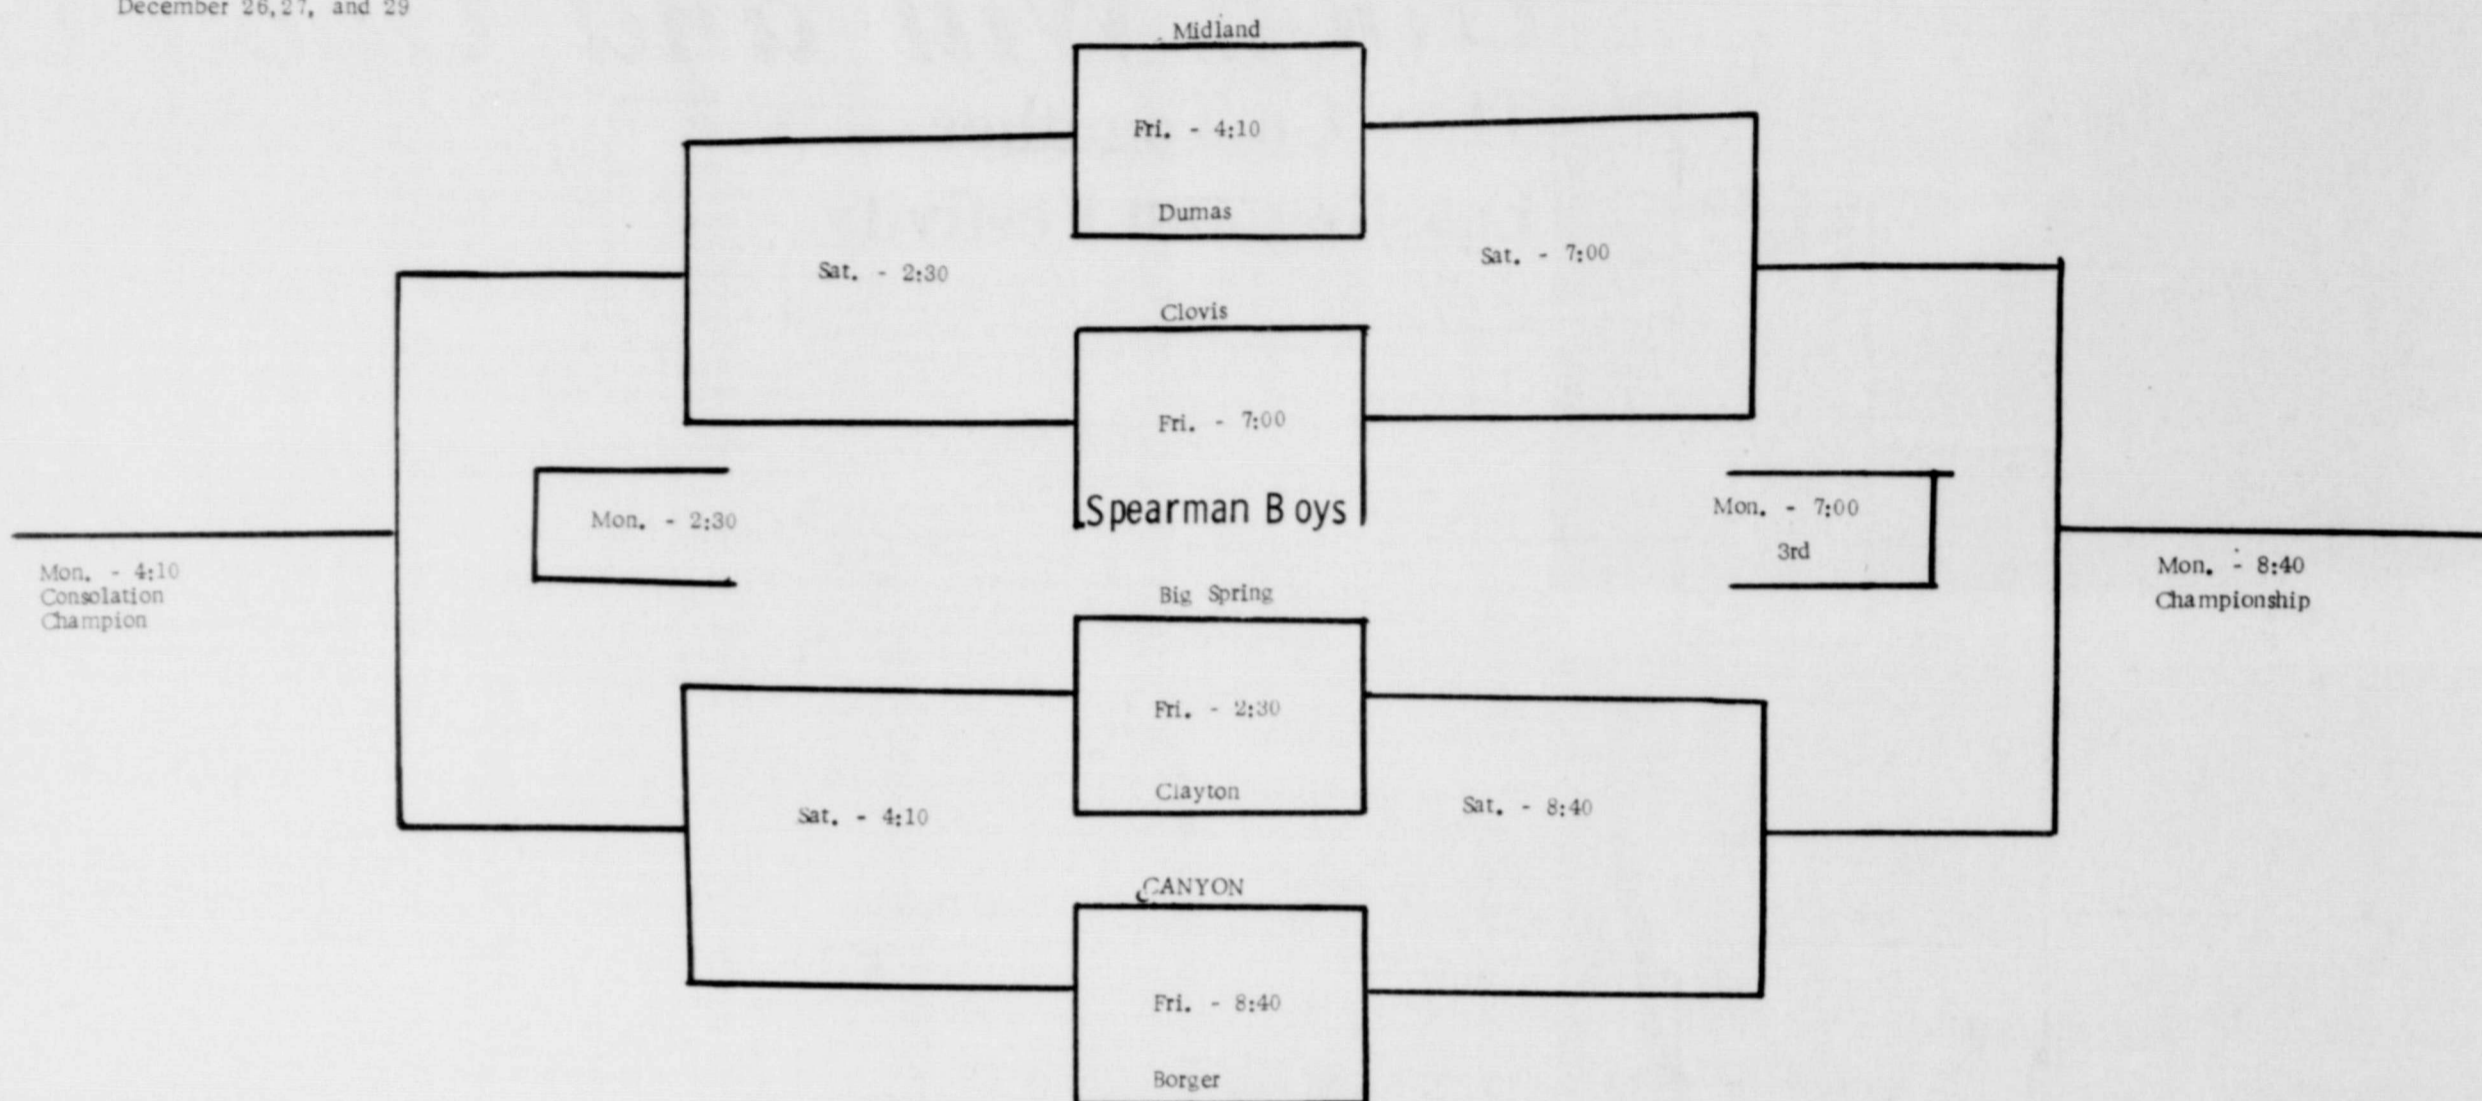 December 26,27, and 29
Midland
Fri. - 4:10
Dumas
Sat. - 2:30
Sat. - 7:00
Clovis
Fri. - 7:00
Spearman Boys
Mon. - 2:30
Mon. - 7:00
3rd
Mon. - 4:10
Consolation
Champion
Mon. - 8:40
Championship
Big Spring
Fri. - 2:30
Clayton
Sat. - 4:10
Sat. - 8:40
CANYON
Fri. - 8:40
Borger